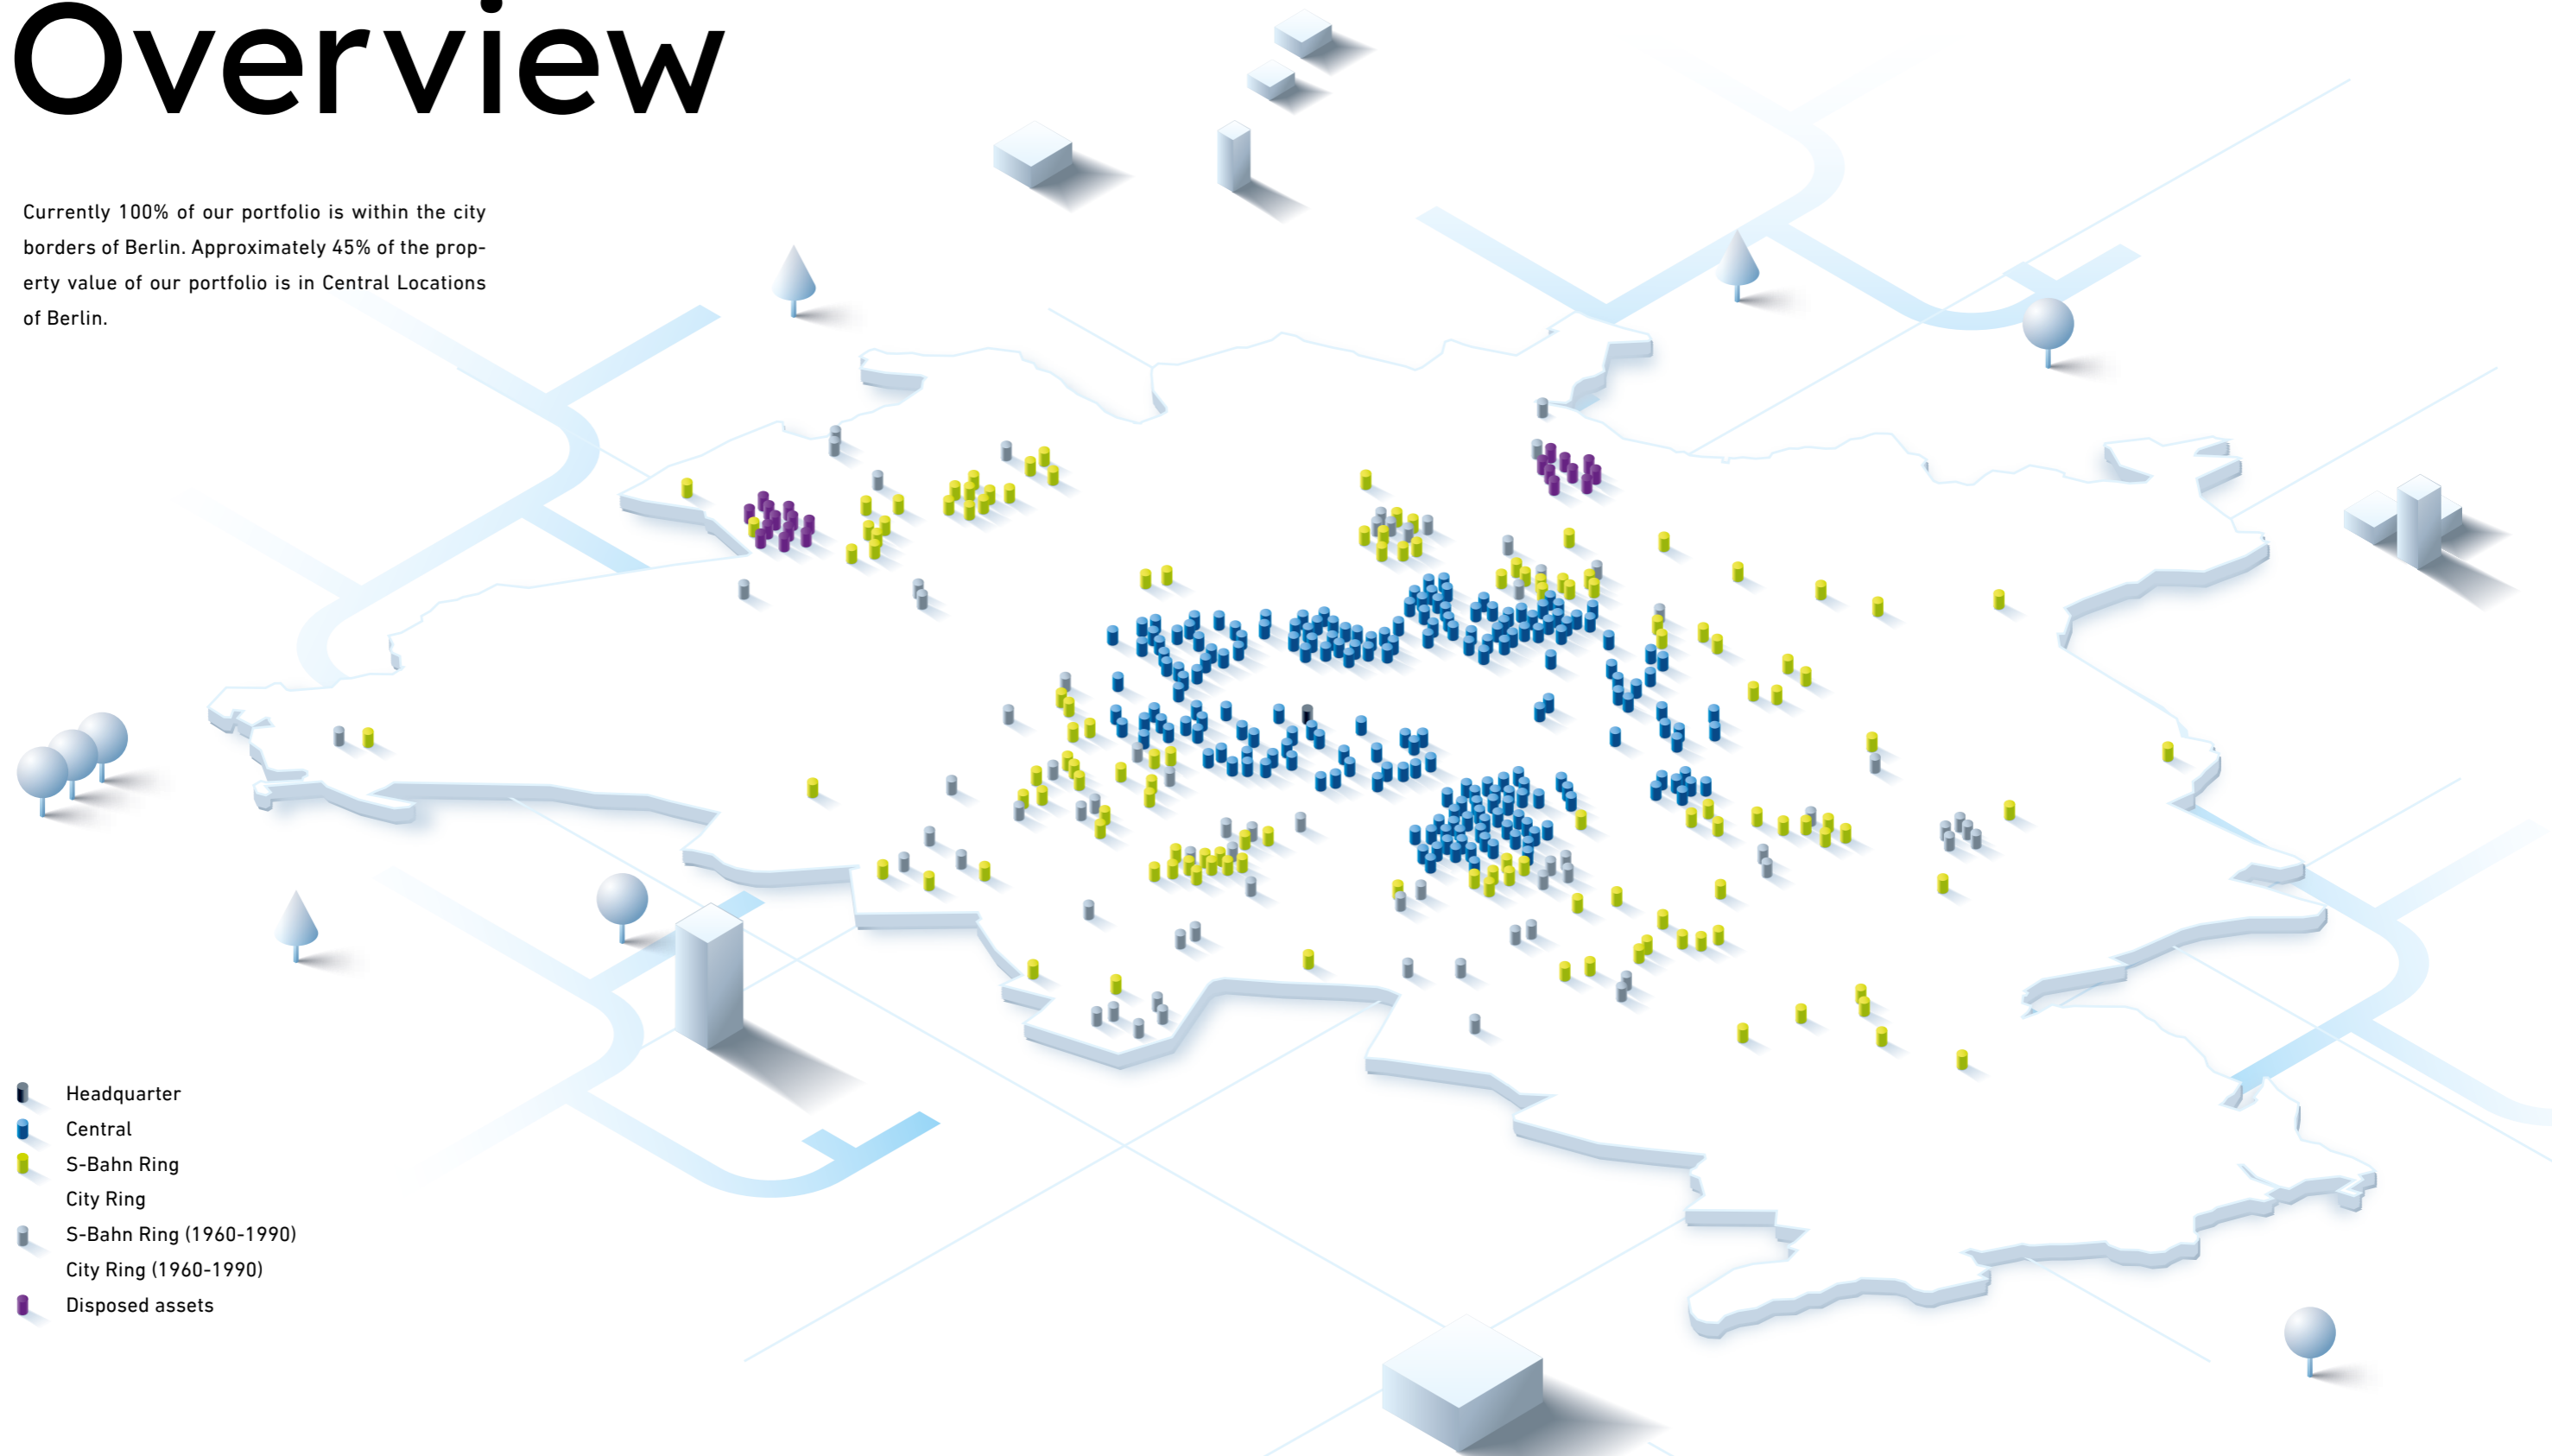 Overview
Currently 100% of our portfolio is within the city
borders of Berlin. Approximately 45% of the prop-
erty value of our portfolio is in Central Locations
of Berlin.
Headquarter
Central
S-Bahn Ring
City Ring
S-Bahn Ring (1960-1990)
City Ring (1960-1990)
Disposed assets